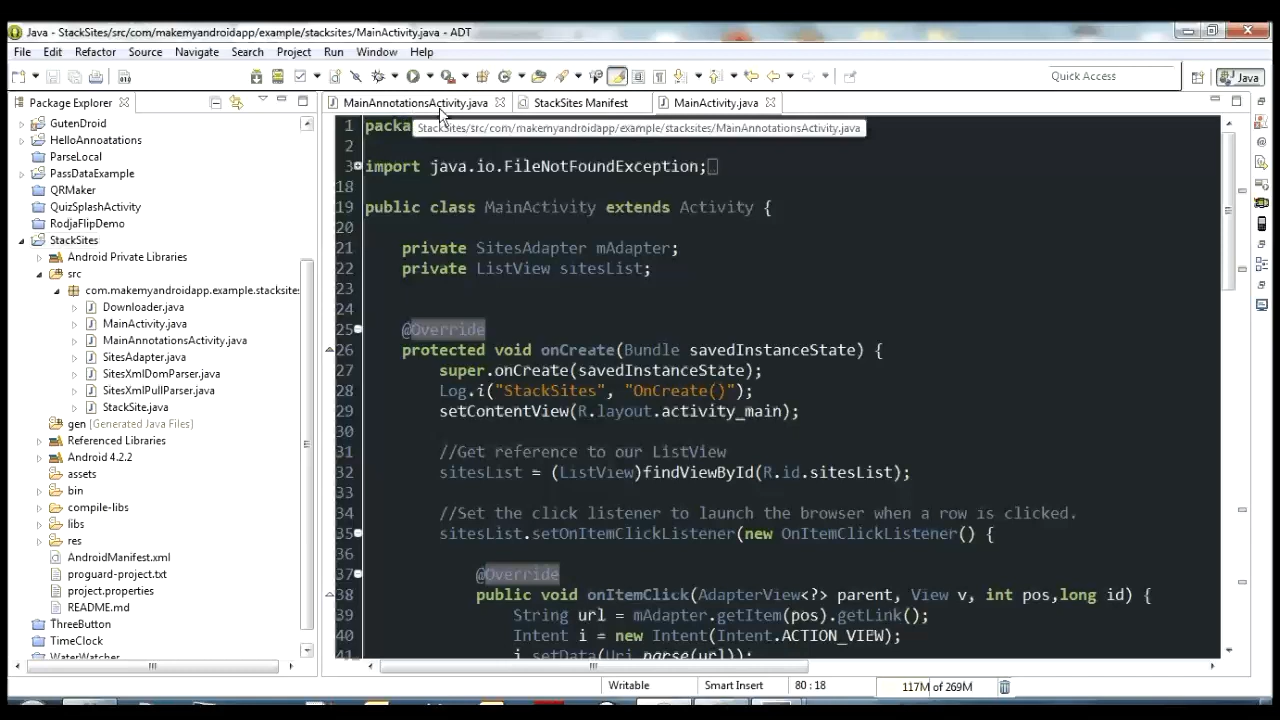 Java - StackSites/src/com/makemyandroidapp/example/stacksites/MainActivity.java - ADT
File Edit Refactor Source Navigate Search Project Run Window Help
Quick Access
Java
Package Explorer
GutenDroid
HelloAnnoatations
ParseLocal
PassDataExample
QRMaker
QuizSplashActivity
RodjaFlipDemo
StackSites
Android Private Libraries
src
com.makemyandroidapp.example.stacksites
Downloader.java
MainActivity.java
MainAnnotationsActivity.java
SitesAdapter.java
SitesXmlDomParser.java
SitesXmlPullParser.java
StackSite.java
gen [Generated Java Files]
Referenced Libraries
Android 4.2.2
assets
bin
compile-libs
libs
res
AndroidManifest.xml
proguard-project.txt
project.properties
README.md
ThreeButton
TimeClock
WaterWatcher
MainAnnotationsActivity.java StackSites Manifest MainActivity.java
StackSites/src/com/makemyandroidapp/example/stacksites/MainAnnotationsActivity.java
1 packa
2
3 import java.io.FileNotFoundException;
18
19 public class MainActivity extends Activity {
20
21 private SitesAdapter mAdapter;
22 private ListView sitesList;
23
24
25 @Override
26 protected void onCreate(Bundle savedInstanceState) {
27 super.onCreate(savedInstanceState);
28 Log.i("StackSites", "OnCreate()");
29 setContentView(R.layout.activity_main);
30
31 //Get reference to our ListView
32 sitesList = (ListView)findViewById(R.id.sitesList);
33
34 //Set the click listener to launch the browser when a row is clicked.
35 sitesList.setOnItemClickListener(new OnItemClickListener() {
36
37 @Override
38 public void onItemClick(AdapterView<?> parent, View v, int pos,long id) {
39 String url = mAdapter.getItem(pos).getLink();
40 Intent i = new Intent(Intent.ACTION_VIEW);
41 i.setData(Uri.parse(url));
Writable Smart Insert 80 : 18 117M of 269M